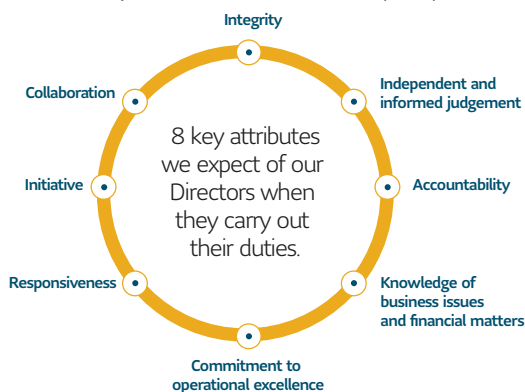 Integrity
Independent and
informed judgement
Accountability
Knowledge of
business issues
and financial matters
Commitment to
operational excellence
Responsiveness
Initiative
Collaboration
8 key attributes
we expect of our
Directors when
they carry out
their duties.